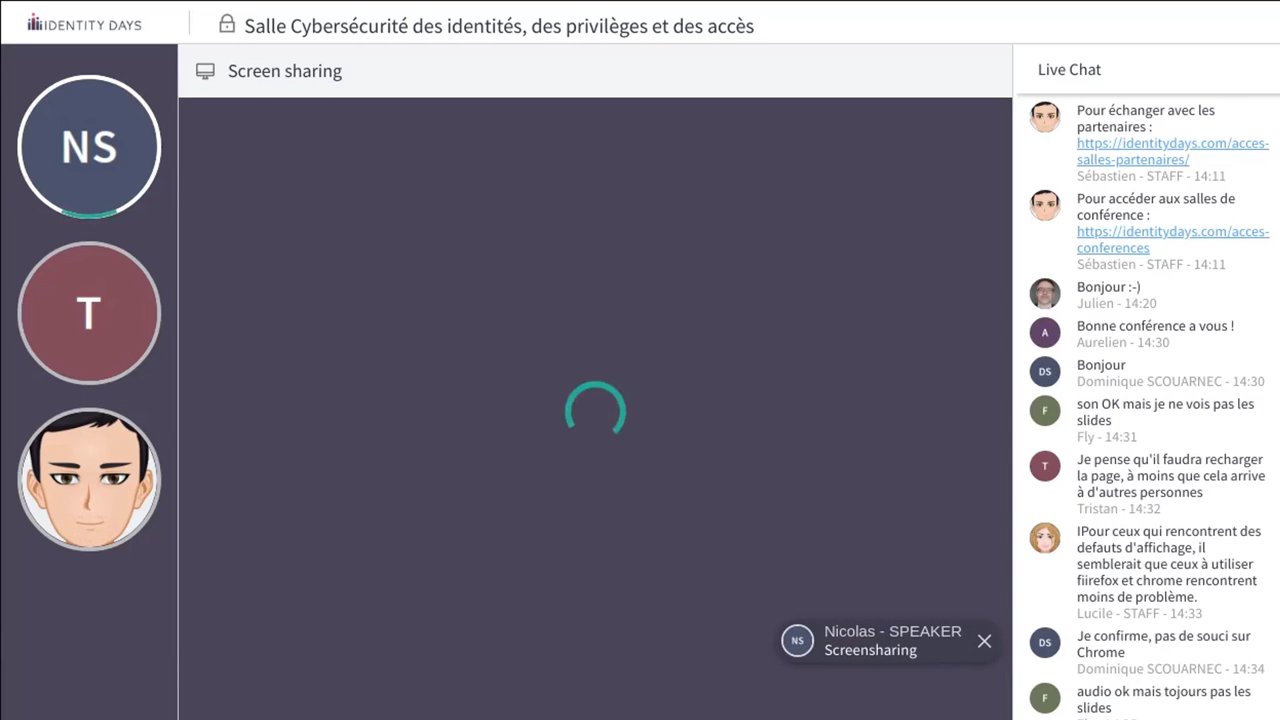 IDENTITY DAYS
Salle Cybersécurité des identités, des privilèges et des accès
NS
T
Screen sharing
NS
Nicolas - SPEAKER
Screensharing
Live Chat
Pour échanger avec les
partenaires :
https://identitydays.com/acces-
salles-partenaires/
Sébastien - STAFF - 14:11
Pour accéder aux salles de
conférence :
https://identitydays.com/acces-
conferences
Sébastien - STAFF - 14:11
Bonjour :-)
Julien - 14:20
A
Bonne conférence a vous !
Aurelien - 14:30
DS
Bonjour
Dominique SCOUARNEC - 14:30
F
son OK mais je ne vois pas les
slides
Fly - 14:31
T
Je pense qu'il faudra recharger
la page, à moins que cela arrive
à d'autres personnes
Tristan - 14:32
IPour ceux qui rencontrent des
defauts d'affichage, il
semblerait que ceux à utiliser
fiirefox et chrome rencontrent
moins de problème.
Lucile - STAFF - 14:33
DS
Je confirme, pas de souci sur
Chrome
Dominique SCOUARNEC - 14:34
F
audio ok mais tojours pas les
slides